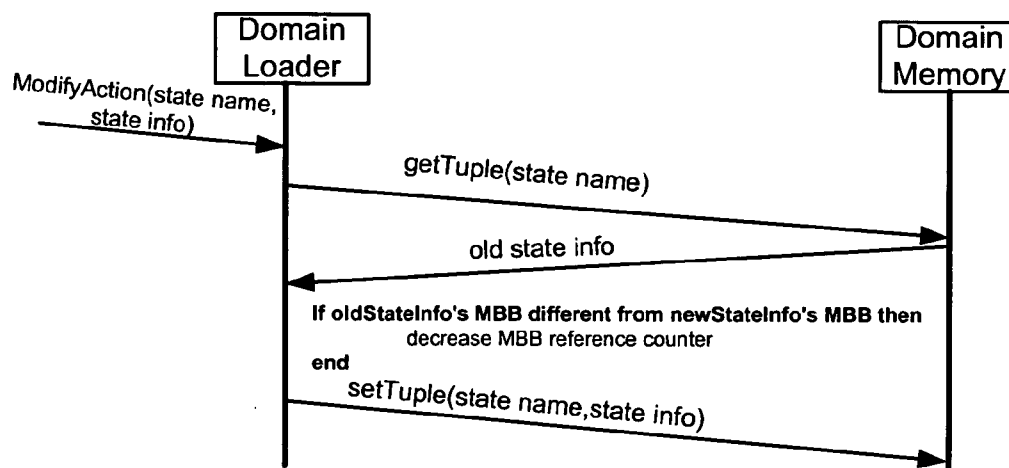 Domain
Loader
Domain
Memory
ModifyAction(state name,
state info)
getTuple(state name)
old state info
If oldStateInfo's MBB different from newStateInfo's MBB then
decrease MBB reference counter
end
setTuple(state name,state info)